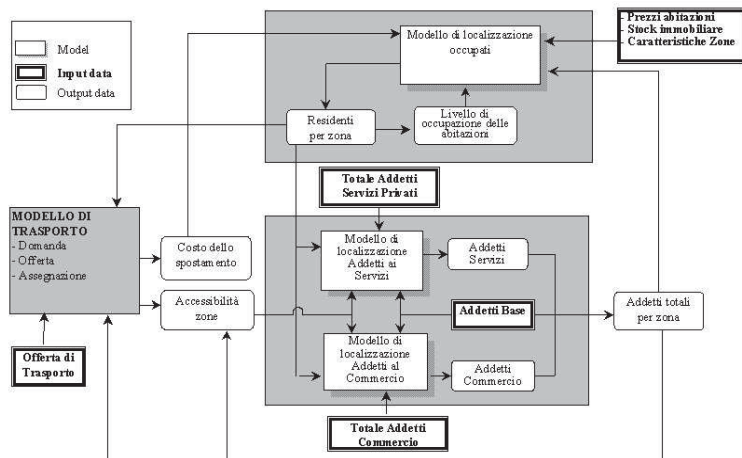 Model
Input data
Output data
Modello di localizzazione
occupati
- Prezzi abitazioni
- Stock immobiliare
- Caratteristiche Zone
Residenti
per zona
Livello di
occupazione delle
abitazioni
Totale Addetti
Servizi Privati
MODELLO DI
TRASPORTO
- Domanda
- Offerta
- Assegnazione
Costo dello
spostamento
Modello di
localizzazione
Addetti ai
Servizi
Addetti
Servizi
Accessibilità
zone
Addetti Base
Addetti totali
per zona
Offerta di
Trasporto
Modello di
localizzazione
Addetti al
Commercio
Addetti
Commercio
Totale Addetti
Commercio